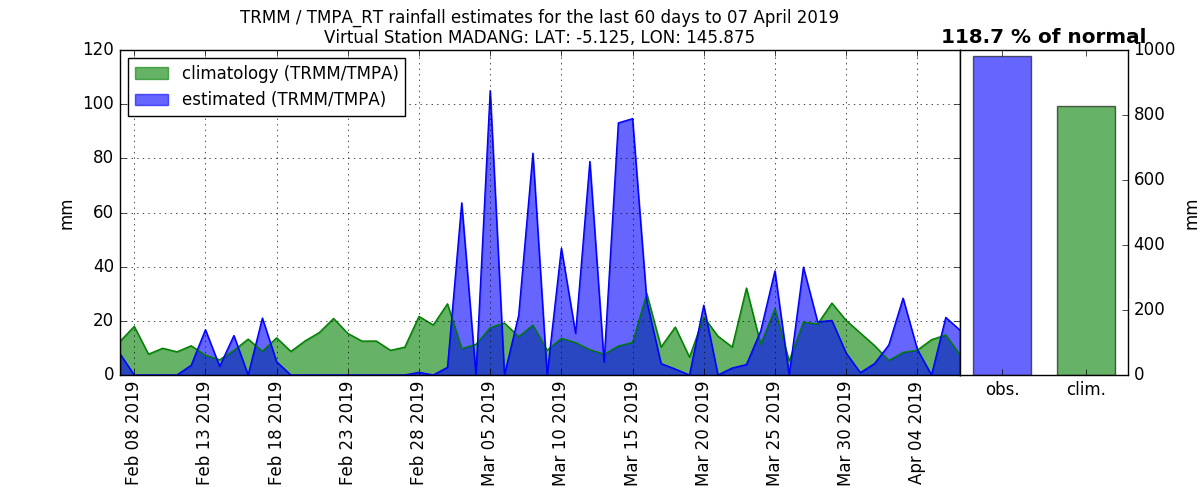 TRMM / TMPA_RT rainfall estimates for the last 60 days to 07 April 2019
Virtual Station MADANG: LAT: -5.125, LON: 145.875
118.7 % of normal
climatology (TRMM/TMPA)
estimated (TRMM/TMPA)
120
100
80
60
40
20
0
mm
1000
800
600
400
200
0
mm
Feb 08 2019
Feb 13 2019
Feb 18 2019
Feb 23 2019
Feb 28 2019
Mar 05 2019
Mar 10 2019
Mar 15 2019
Mar 20 2019
Mar 25 2019
Mar 30 2019
Apr 04 2019
obs.
clim.